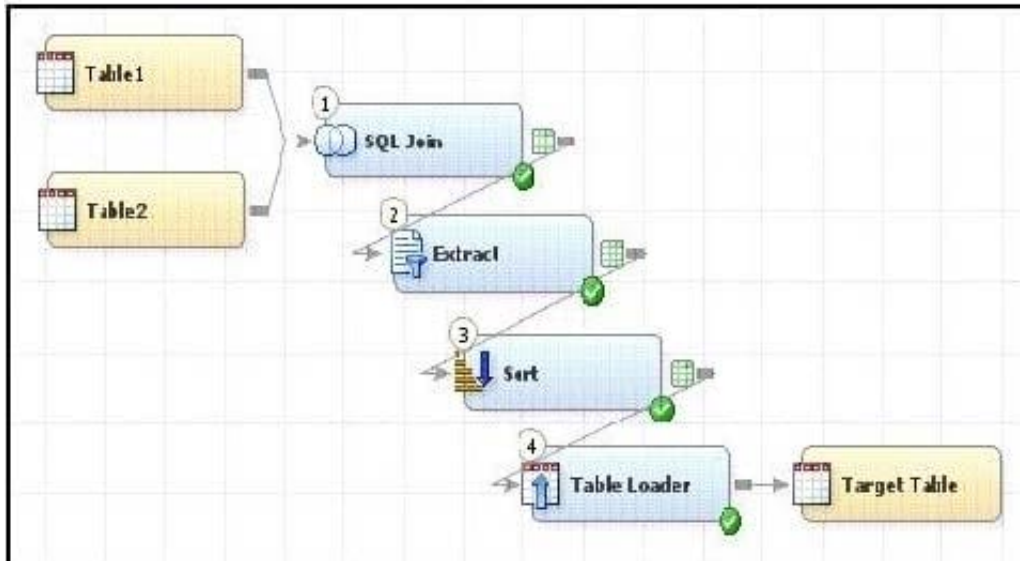 Table1
1
SQL Join
Table2
2
Extract
3
Sort
4
Table Loader
Target Table